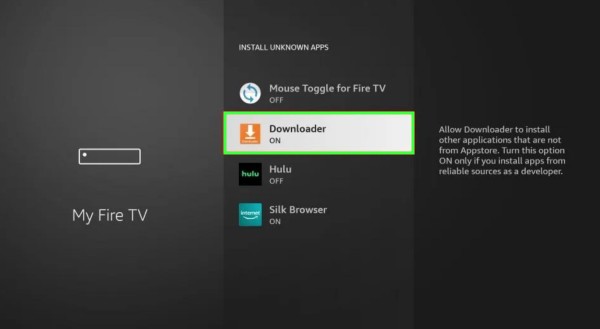 INSTALL UNKNOWN APPS
Mouse Toggle for Fire TV
OFF
Downloader
ON
hulu
Hulu
OFF
internet
Silk Browser
ON
My Fire TV
Allow Downloader to install
other applications that are not
from Appstore. Turn this option
ON only if you install apps from
reliable sources as a developer.